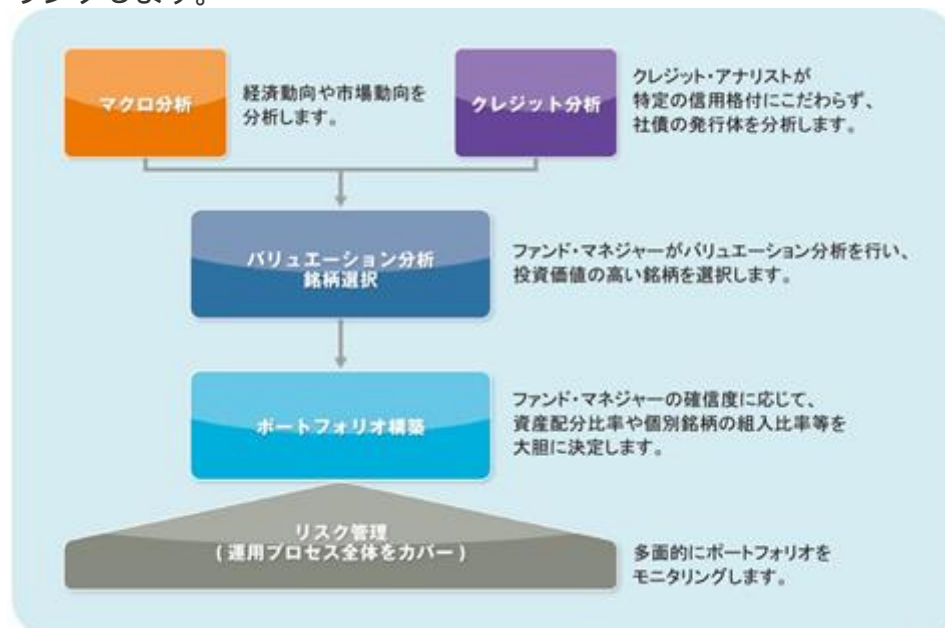 マクロ分析
経済動向や市場動向を
分析します。
クレジット分析
クレジット・アナリストが
特定の信用格付にこだわらず、
社債の発行体を分析します。
バリュエーション分析
銘柄選択
ファンド・マネジャーがバリュエーション分析を行い、
投資価値の高い銘柄を選択します。
ポートフォリオ構築
ファンド・マネジャーの確信度に応じて、
資産配分比率や個別銘柄の組入比率等を
大胆に決定します。
リスク管理
(運用プロセス全体をカバー)
多面的にポートフォリオを
モニタリングします。